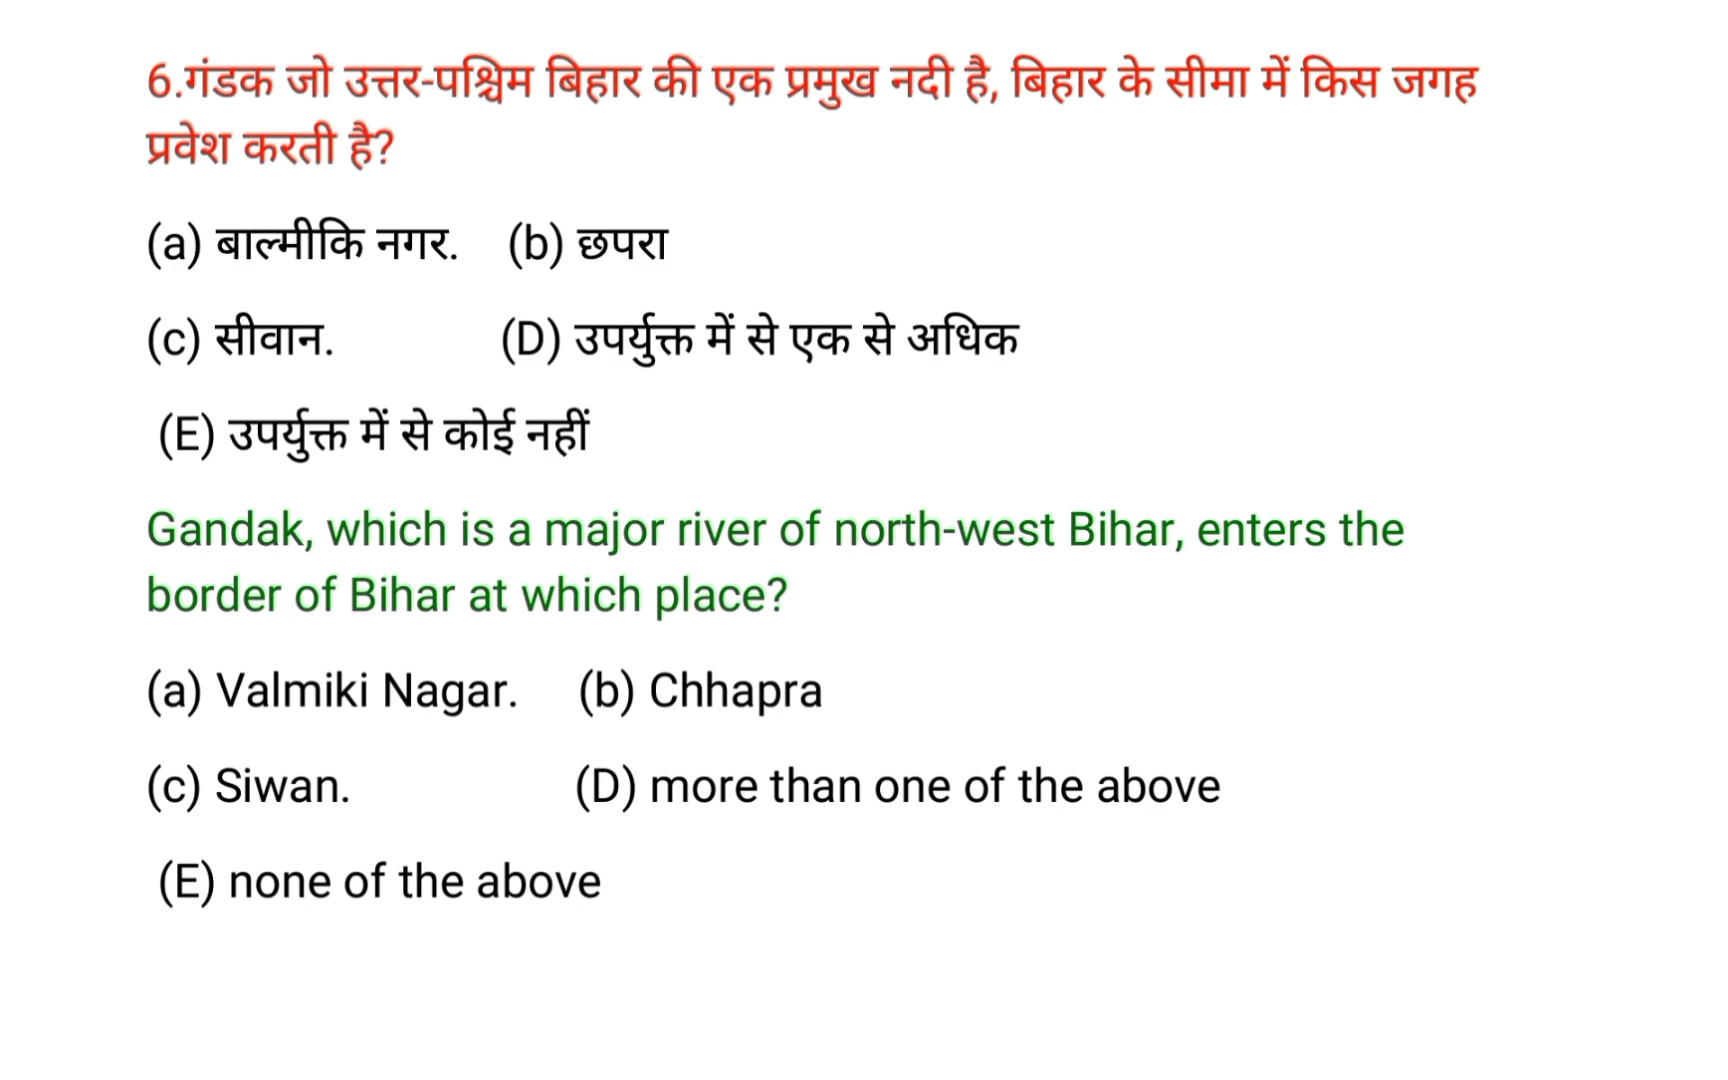 6.गंडक जो उत्तर-पश्चिम बिहार की एक प्रमुख नदी है, बिहार के सीमा में किस जगह
प्रवेश करती है?
(a) बाल्मीकि नगर. (b) छपरा
(c) सीवान. (D) उपर्युक्त में से एक से अधिक
(E) उपर्युक्त में से कोई नहीं
Gandak, which is a major river of north-west Bihar, enters the
border of Bihar at which place?
(a) Valmiki Nagar. (b) Chhapra
(c) Siwan. (D) more than one of the above
(E) none of the above